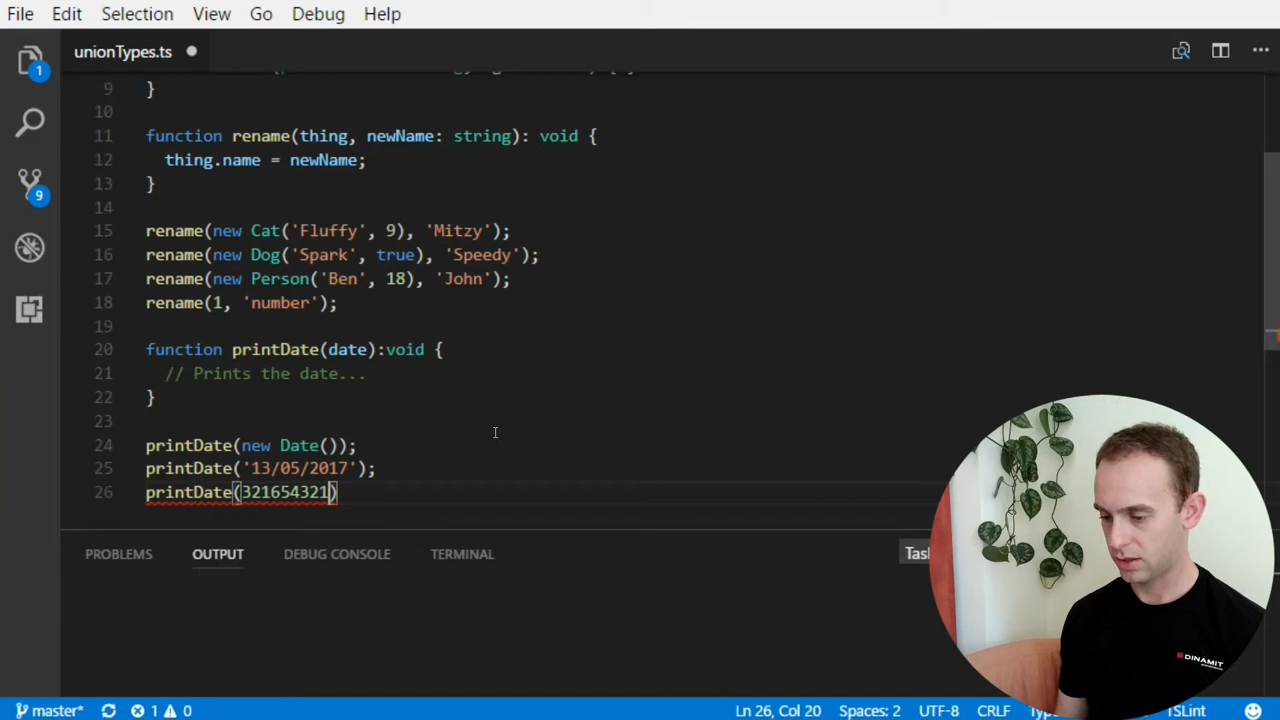 File Edit Selection View Go Debug Help
unionTypes.ts
1
9 }
10
11 function rename(thing, newName: string): void {
12 thing.name = newName;
13 }
9
14
15 rename(new Cat('Fluffy', 9), 'Mitzy');
16 rename(new Dog('Spark', true), 'Speedy');
17 rename(new Person('Ben', 18), 'John');
18 rename(1, 'number');
19
20 function printDate(date):void {
21 // Prints the date...
22 }
23
24 printDate(new Date());
25 printDate('13/05/2017');
26 printDate(321654321)
PROBLEMS OUTPUT DEBUG CONSOLE TERMINAL Task
DINAMIT
master* 1 0 Ln 26, Col 20 Spaces: 2 UTF-8 CRLF TSLint